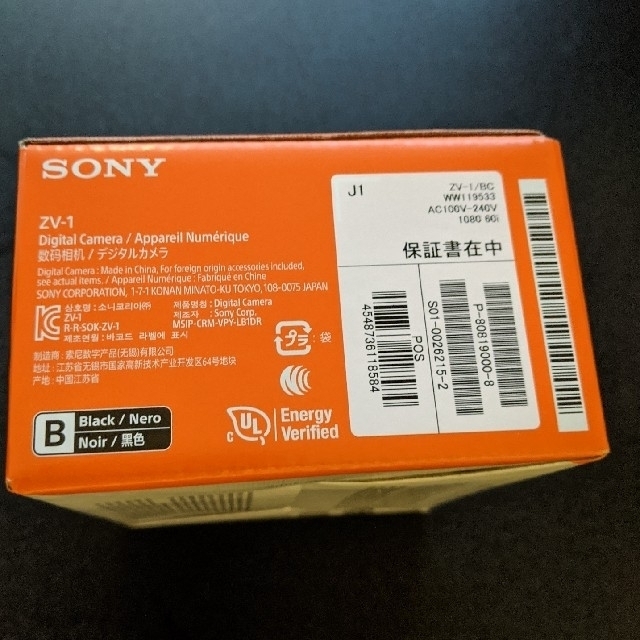 SONY
ZV-1
Digital Camera / Appareil Numérique
数码相机 / デジタルカメラ
Digital Camera : Made in China, For foreign origin accessories included,
see actual items. / Appareil Numérique : Fabriqué en Chine
SONY CORPORATION, 1-7-1 KONAN MINATO-KU TOKYO, 108-0075 JAPAN
상호명 : 소니코리아㈜
ZV-1
R-R-SOK-ZV-1
제품명칭 : Digital Camera
제조자 : Sony Corp.
MSIP-CRM-VPY-LB1DR
제조연월 : 바코드 라벨에 표시
制造商: 索尼数字产品(无锡)有限公司
地址: 江苏省无锡市国家高新技术产业开发区64号地块
产地: 中国江苏省
プラ : 袋
B
Black / Nero
Noir / 黑色
C UL
Energy
Verified
J1
ZV-1/BC
WW119533
AC100V-240V
1080 60i
保証書在中
4548736118584
POS
S01-0026215-2
P-80819000-8